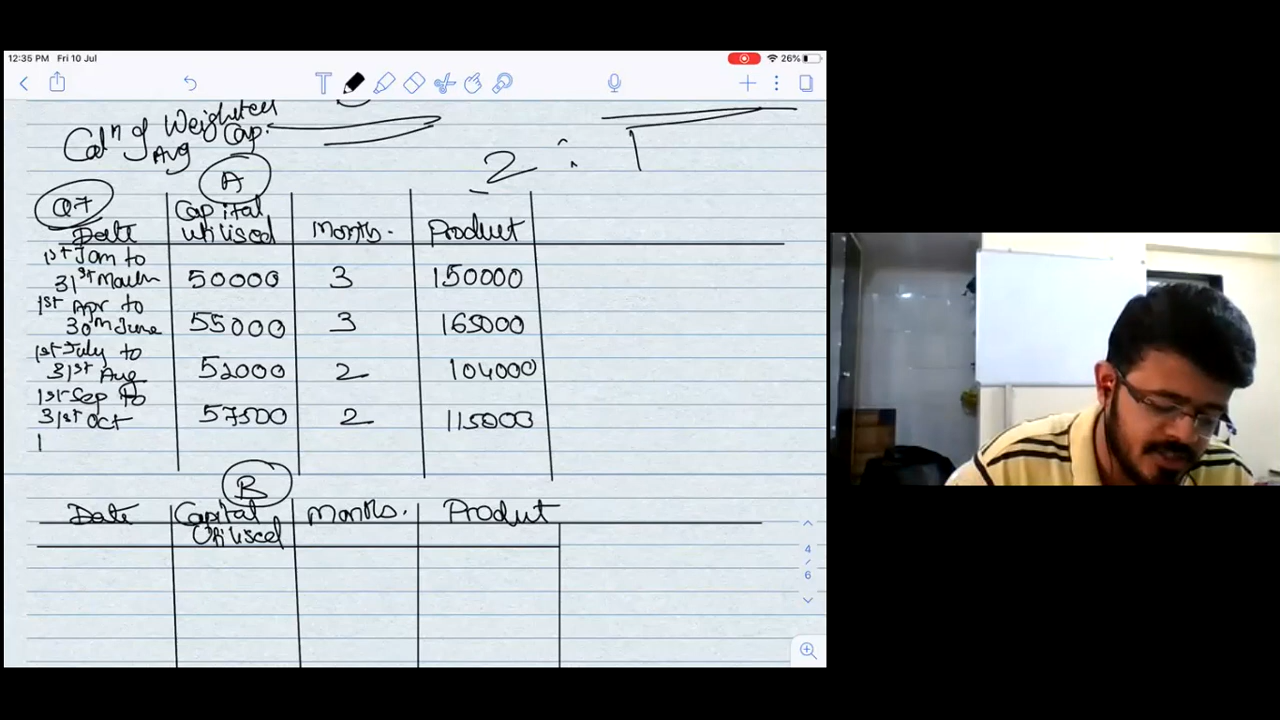 12:35 PM Fri 10 Jul
26%
T
Calⁿ of Weighted
Avg Cap.
2 : 1
A
Q7
Date Capital Utilised Months. Product
1st Jan to
31st March 50000 3 150000
1st Apr to
30th June 55000 3 165000
1st July to
31st Aug 52000 2 104000
1st Sep to
31st Oct 57500 2 115000
1
B
Date Capital Utilised Months. Product
4
/
6